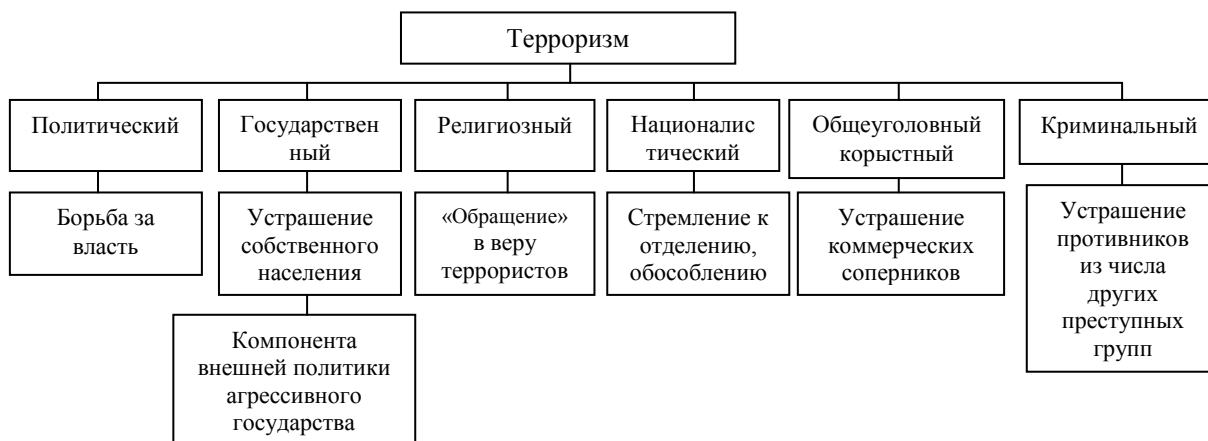 Терроризм
Политический
Государствен
ный
Религиозный
Националис
тический
Общеуголовный
корыстный
Криминальный
Борьба за
власть
Устрашение
собственного
населения
«Обращение»
в веру
террористов
Стремление к
отделению,
обособлению
Устрашение
коммерческих
соперников
Устрашение
противников
из числа
других
преступных
групп
Компонента
внешней политики
агрессивного
государства